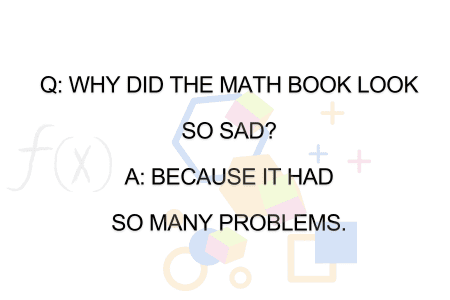 Q: WHY DID THE MATH BOOK LOOK
SO SAD?
f(x)
A: BECAUSE IT HAD
SO MANY PROBLEMS.